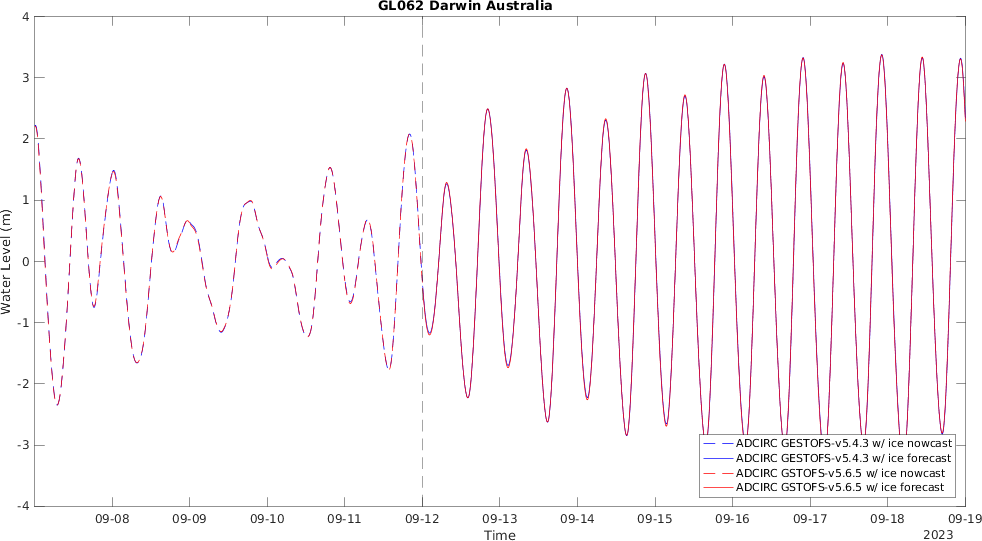 GL062 Darwin Australia
Water Level (m)
4
3
2
1
0
-1
-2
-3
-4
ADCIRC GESTOFS-v5.4.3 w/ ice nowcast
ADCIRC GESTOFS-v5.4.3 w/ ice forecast
ADCIRC GSTOFS-v5.6.5 w/ ice nowcast
ADCIRC GSTOFS-v5.6.5 w/ ice forecast
09-08 09-09 09-10 09-11 09-12 09-13 09-14 09-15 09-16 09-17 09-18 09-19
Time
2023